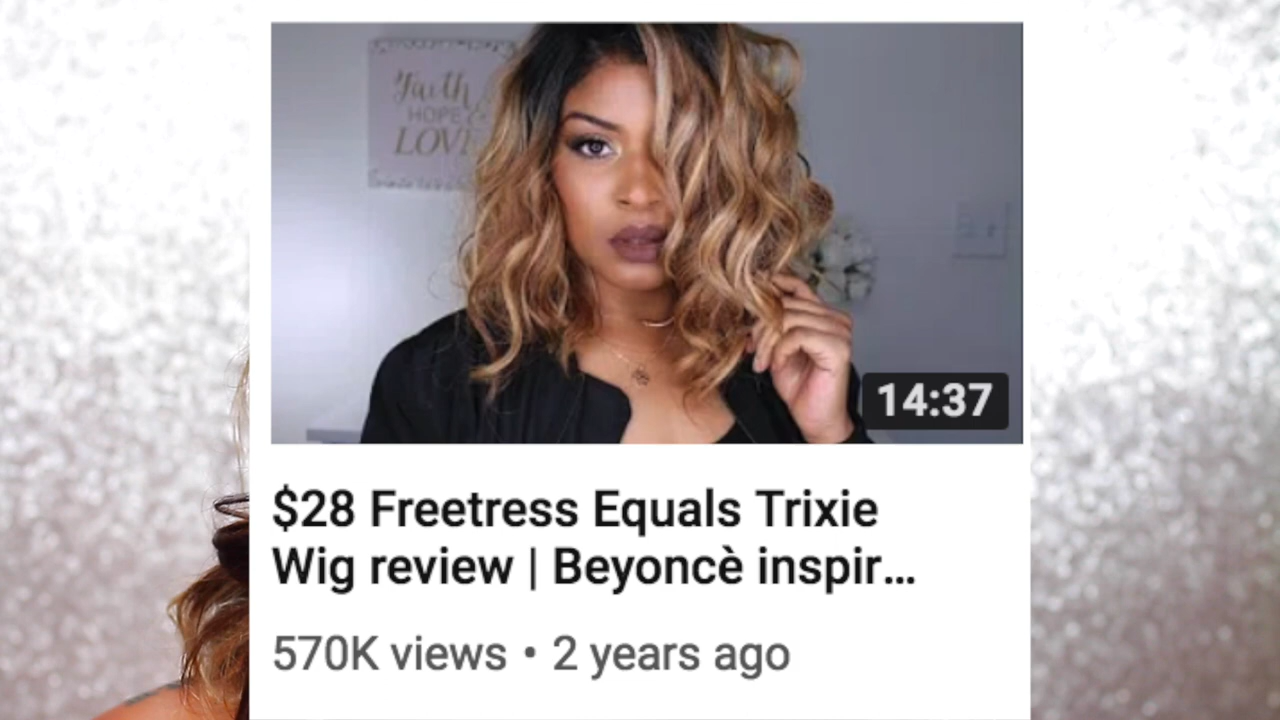 Faith
HOPE &
LOVE
14:37
$28 Freetress Equals Trixie
Wig review | Beyoncè inspir...
570K views • 2 years ago